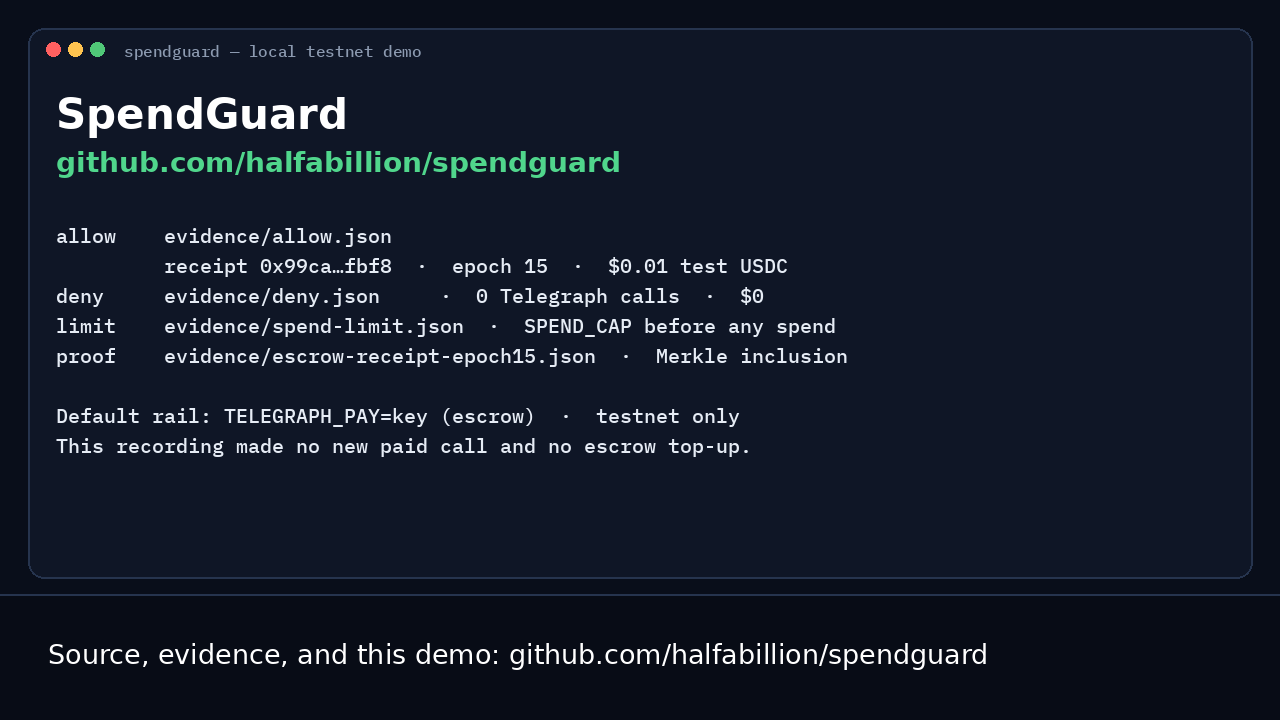 spendguard — local testnet demo
SpendGuard
github.com/halfabillion/spendguard
allow    evidence/allow.json
receipt 0x99ca…fbf8  ·  epoch 15  ·  $0.01 test USDC
deny     evidence/deny.json     ·  0 Telegraph calls  ·  $0
limit    evidence/spend-limit.json  ·  SPEND_CAP before any spend
proof    evidence/escrow-receipt-epoch15.json  ·  Merkle inclusion
Default rail: TELEGRAPH_PAY=key (escrow)  ·  testnet only
This recording made no new paid call and no escrow top-up.
Source, evidence, and this demo: github.com/halfabillion/spendguard